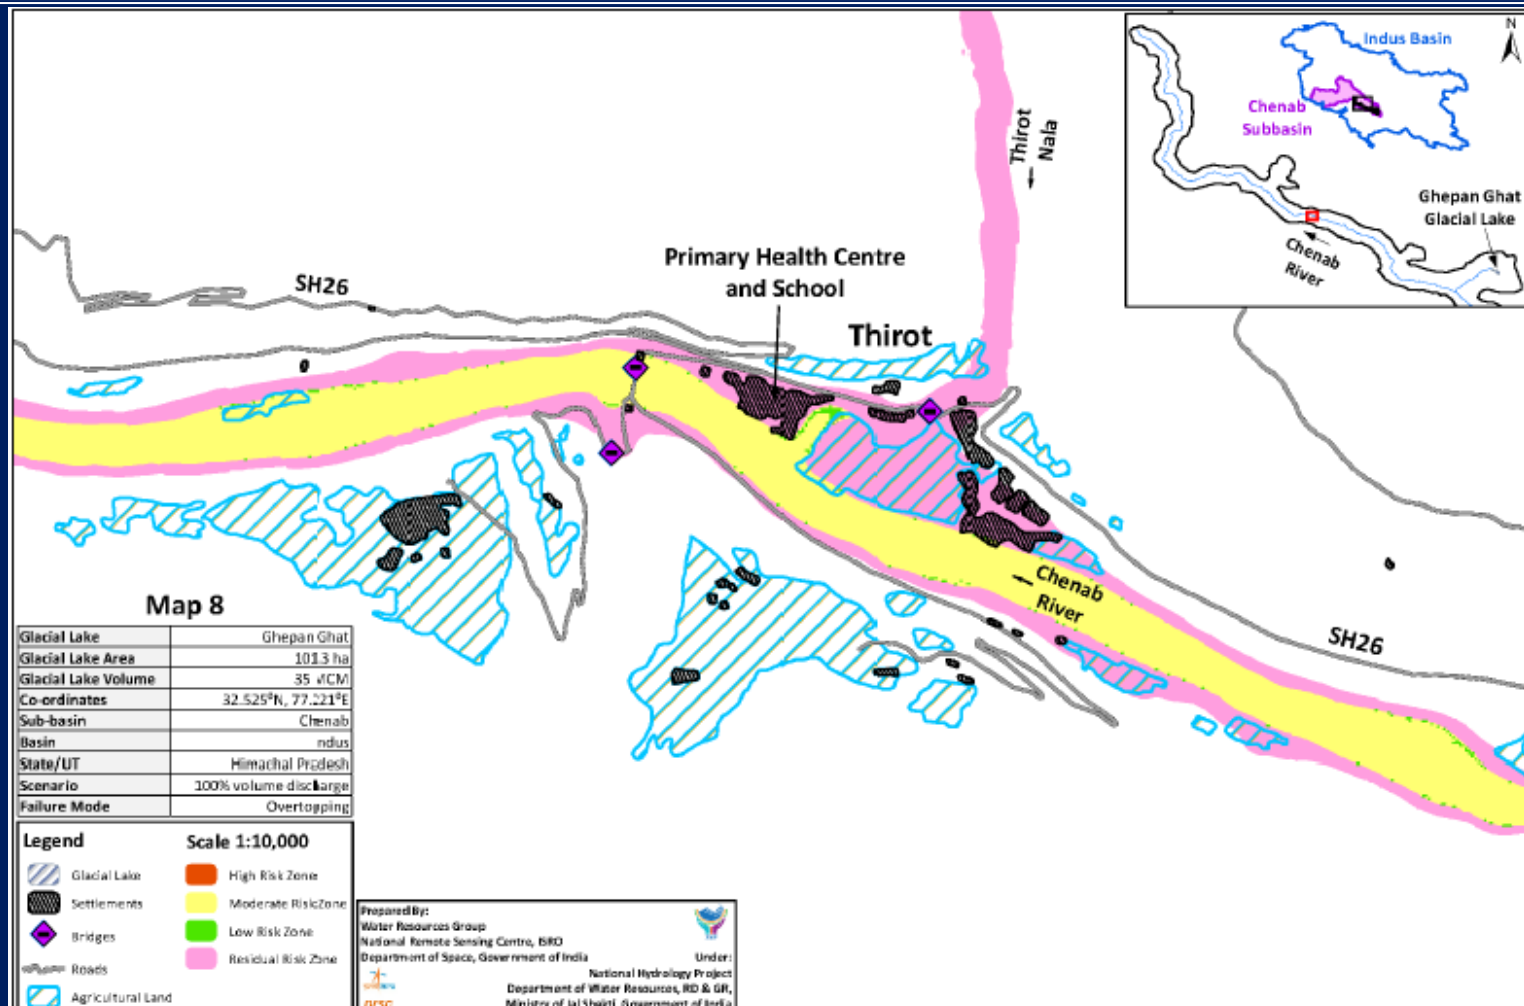 N
Indus Basin
Chenab
Subbasin
Ghepan Ghat
Glacial Lake
Chenab
River
Thirot
Nala
SH26
Primary Health Centre
and School
Thirot
Chenab
River
SH26
Map 8
Glacial Lake Ghepan Ghat
Glacial Lake Area 101.3 ha
Glacial Lake Volume 35 MCM
Co-ordinates 32.525°N, 77.221°E
Sub-basin Chenab
Basin ndus
State/UT Himachal Pradesh
Scenario 100% volume discharge
Failure Mode Overtopping
Legend Scale 1:10,000
Glacial Lake High Risk Zone
Settlements Moderate Risk Zone
Bridges Low Risk Zone
Roads Residual Risk Zone
Agricultural Land
Prepared By:
Water Resources Group
National Remote Sensing Centre, ISRO
Department of Space, Government of India
Under:
National Hydrology Project
Department of Water Resources, RD & GR,
Ministry of Jal Shakti, Government of India